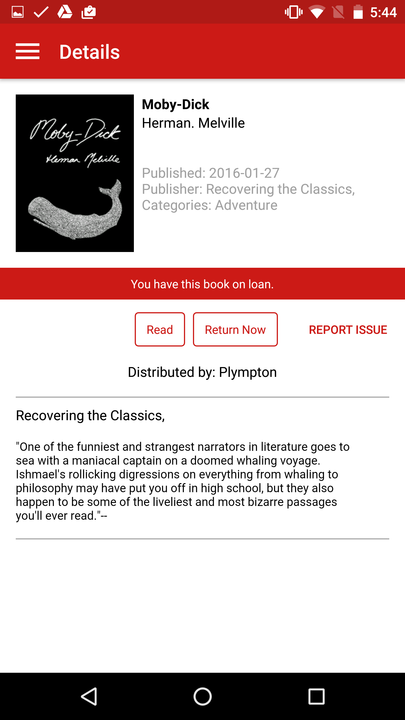 5:44
Details
Moby-Dick
Herman Melville
Moby-Dick
Herman. Melville
Published: 2016-01-27
Publisher: Recovering the Classics,
Categories: Adventure
You have this book on loan.
Read
Return Now
REPORT ISSUE
Distributed by: Plympton
Recovering the Classics,
"One of the funniest and strangest narrators in literature goes to
sea with a maniacal captain on a doomed whaling voyage.
Ishmael's rollicking digressions on everything from whaling to
philosophy may have put you off in high school, but they also
happen to be some of the liveliest and most bizarre passages
you'll ever read."--